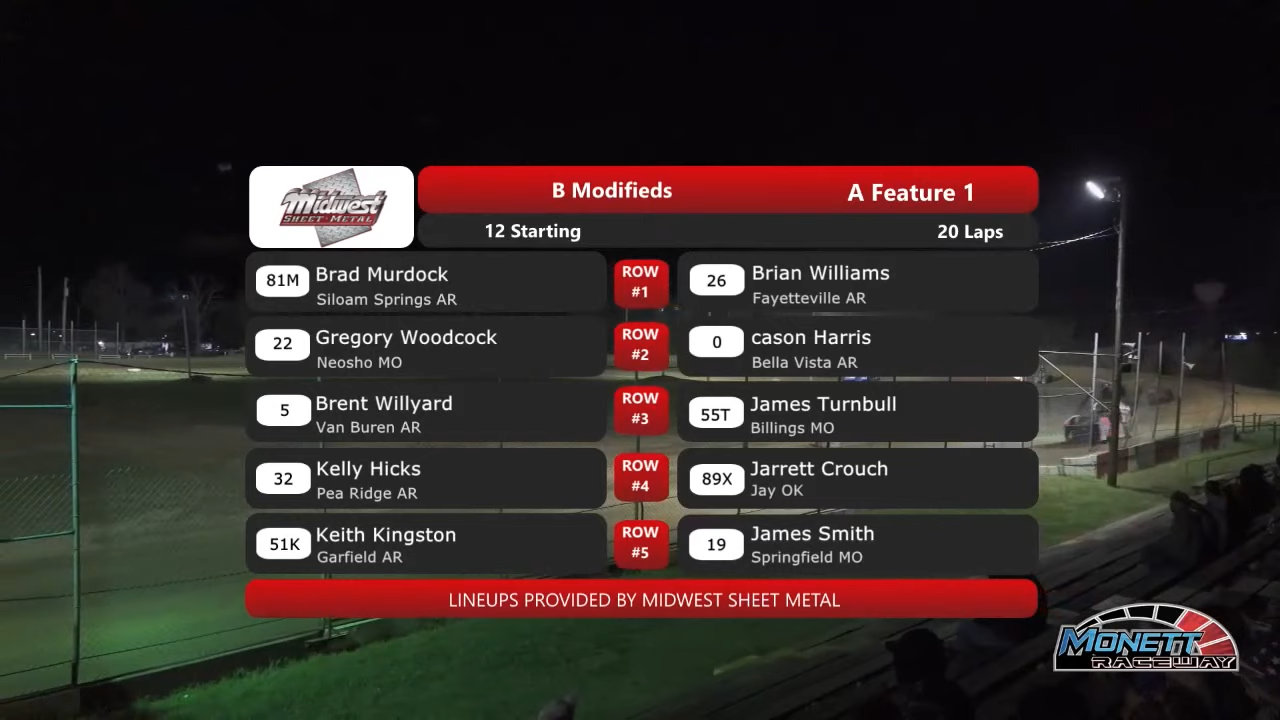 Midwest
SHEET-METAL
B Modifieds
A Feature 1
12 Starting
20 Laps
81M
Brad Murdock
Siloam Springs AR
ROW
#1
26
Brian Williams
Fayetteville AR
22
Gregory Woodcock
Neosho MO
ROW
#2
0
cason Harris
Bella Vista AR
5
Brent Willyard
Van Buren AR
ROW
#3
55T
James Turnbull
Billings MO
32
Kelly Hicks
Pea Ridge AR
ROW
#4
89X
Jarrett Crouch
Jay OK
51K
Keith Kingston
Garfield AR
ROW
#5
19
James Smith
Springfield MO
LINEUPS PROVIDED BY MIDWEST SHEET METAL
MONETT
RACEWAY